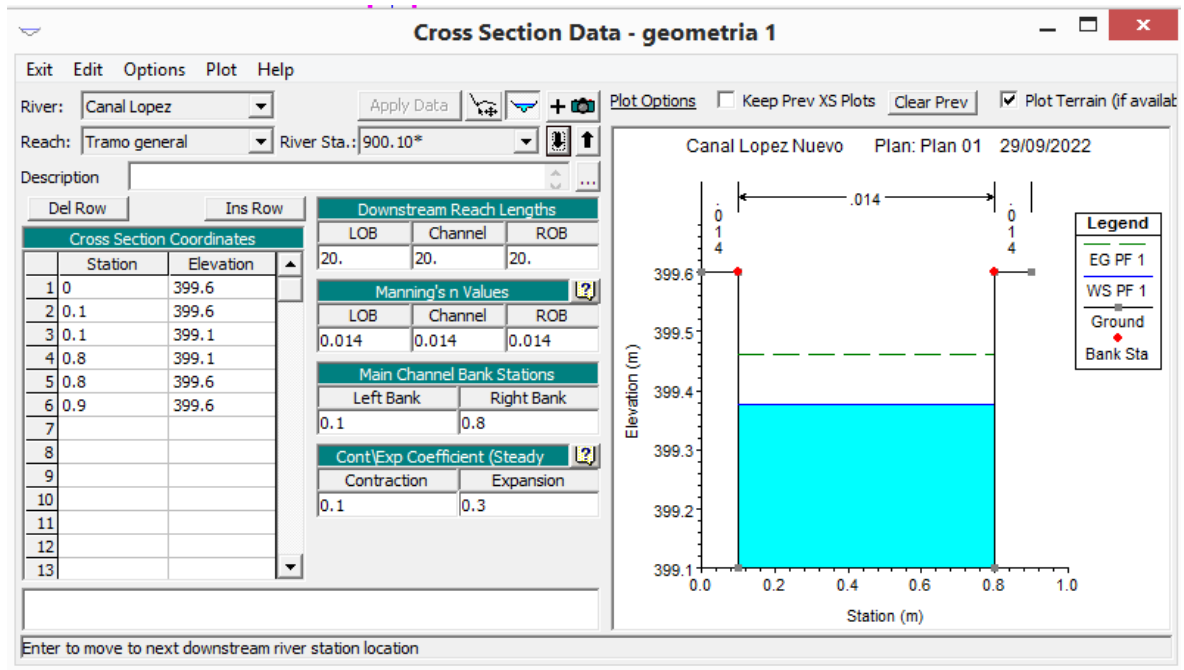 Cross Section Data - geometria 1
Exit Edit Options Plot Help
River: Canal Lopez Apply Data
Reach: Tramo general River Sta.: 900.10*
Description ...
Del Row Ins Row
Cross Section Coordinates
Station Elevation
1 0 399.6
2 0.1 399.6
3 0.1 399.1
4 0.8 399.1
5 0.8 399.6
6 0.9 399.6
7
8
9
10
11
12
13
Downstream Reach Lengths
LOB Channel ROB
20. 20. 20.
Manning's n Values
LOB Channel ROB
0.014 0.014 0.014
Main Channel Bank Stations
Left Bank Right Bank
0.1 0.8
Cont\Exp Coefficient (Steady
Contraction Expansion
0.1 0.3
Plot Options Keep Prev XS Plots Clear Prev Plot Terrain (if availab
Canal Lopez Nuevo Plan: Plan 01 29/09/2022
.014
.014
.014
Legend
EG PF 1
WS PF 1
Ground
Bank Sta
Elevation (m)
399.6
399.5
399.4
399.3
399.2
399.1
0.0 0.2 0.4 0.6 0.8 1.0
Station (m)
Enter to move to next downstream river station location